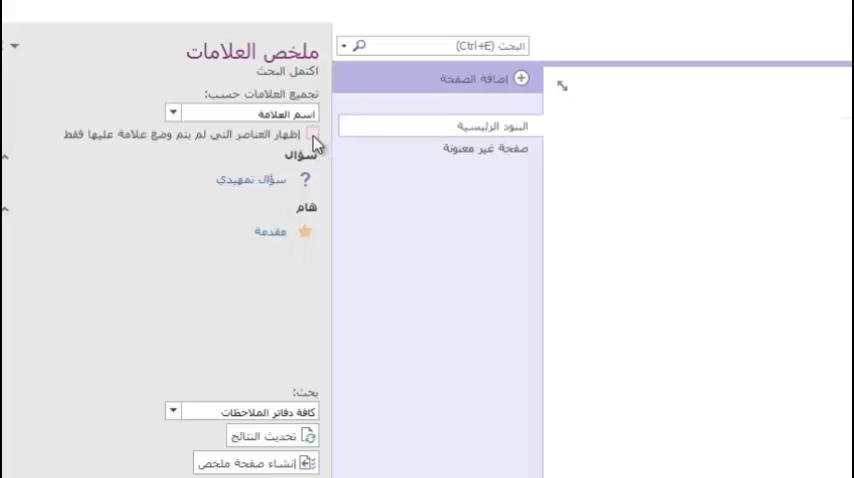 ملخص العلامات
اكتمل البحث
تجميع العلامات حسب:
اسم العلامة
إظهار العناصر التي لم يتم وضع علامة عليها فقط
سؤال
سؤال تمهيدي
هام
مقدمة
بحث:
كافة دفاتر الملاحظات
تحديث النتائج
إنشاء صفحة ملخص
البحث (Ctrl+E)
إضافة الصفحة
البنود الرئيسية
صفحة غير معنونة